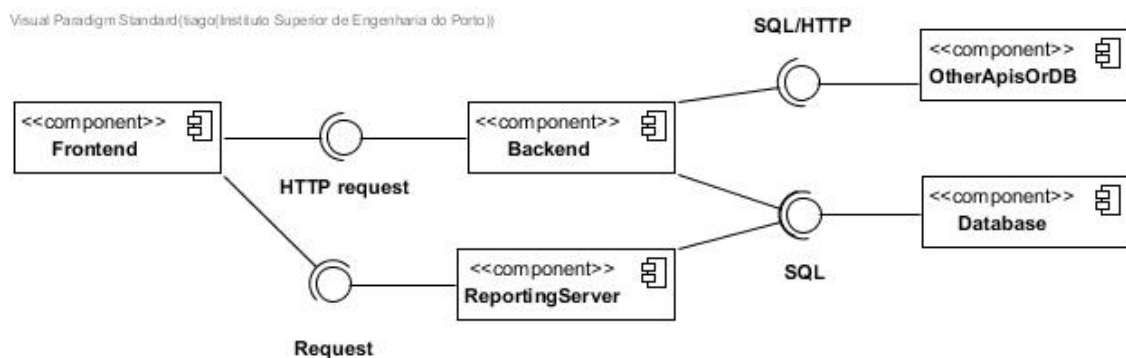 Visual Paradigm Standard(tiago(Instituto Superior de Engenharia do Porto))
SQL/HTTP
<<component>>
OtherApisOrDB
<<component>>
Frontend
HTTP request
<<component>>
Backend
<<component>>
Database
SQL
<<component>>
ReportingServer
Request